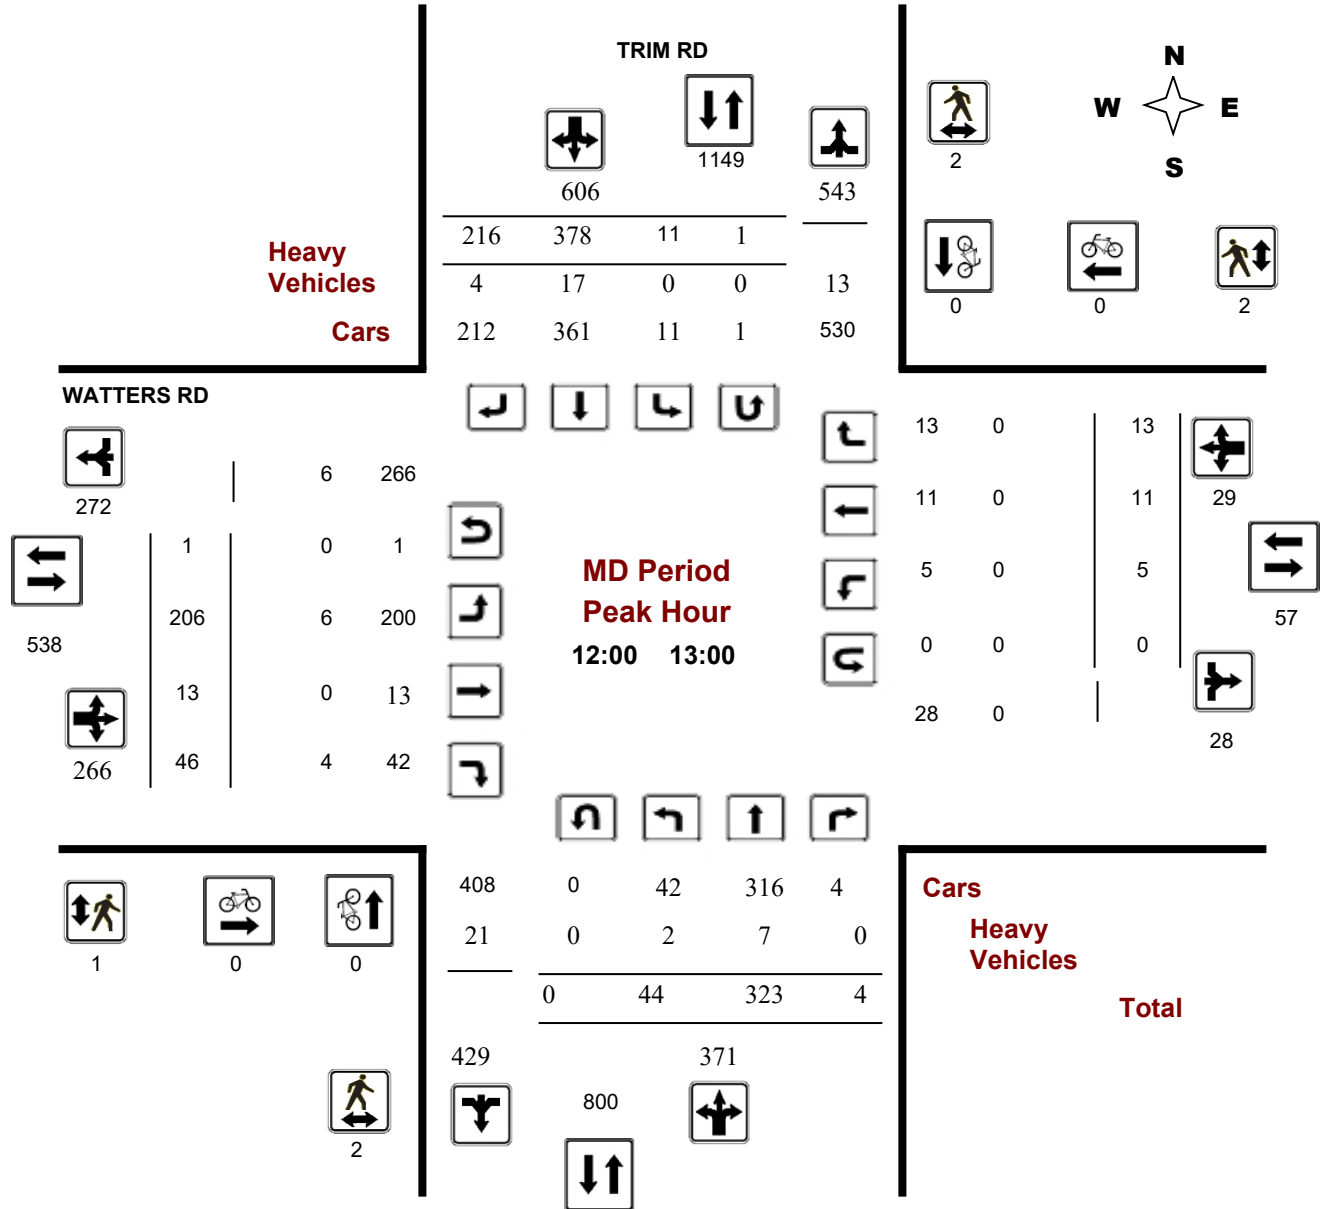 TRIM RD
N
W E
S
1149
2
606
543
216 378 11 1
Heavy
Vehicles
4 17 0 0 13
0 0 2
Cars
212 361 11 1 530
WATTERS RD
13 0 13
6 266
272
11 0 11 29
1 0 1
MD Period
5 0 5
206 6 200
Peak Hour
57
538
12:00 13:00
0 0 0
13 0 13
28 0
28
266 46 4 42
408 0 42 316 4
Cars
21 0 2 7 0
Heavy
Vehicles
1 0 0
0 44 323 4
Total
429 371
800
2